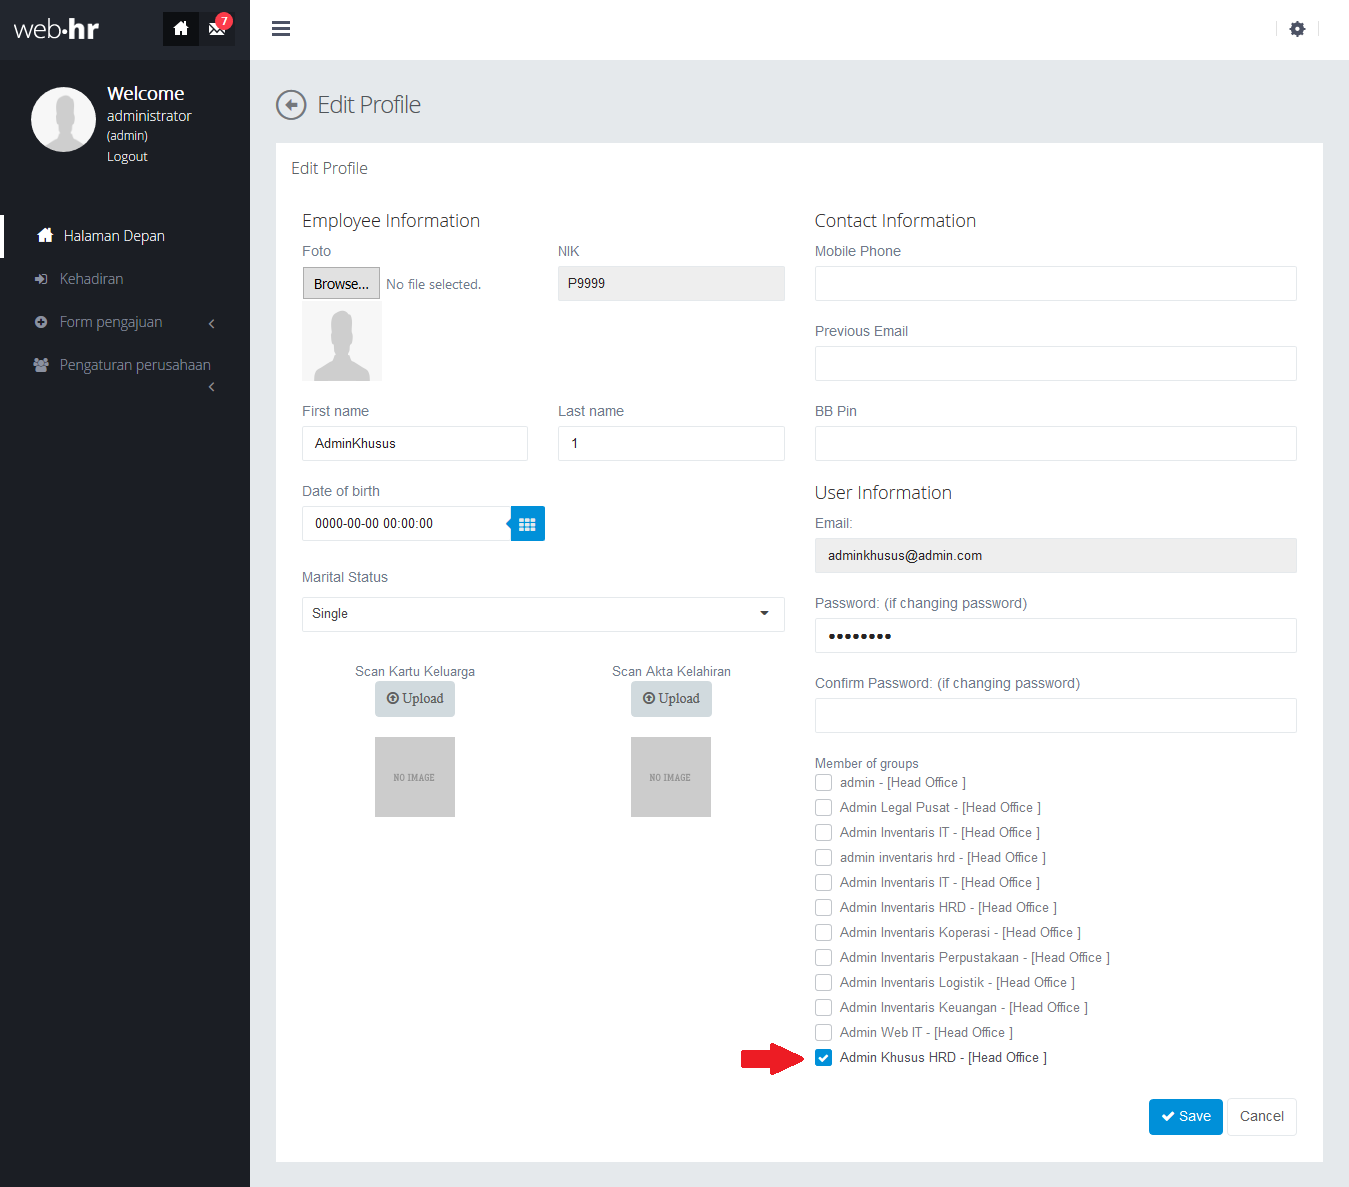 web·hr
7
Welcome
administrator
(admin)
Logout
Halaman Depan
Kehadiran
Form pengajuan
Pengaturan perusahaan
Edit Profile
Edit Profile
Employee Information
Foto
Browse...
No file selected.
NIK
P9999
First name
AdminKhusus
Last name
1
Date of birth
0000-00-00 00:00:00
Marital Status
Single
Scan Kartu Keluarga
Upload
NO IMAGE
Scan Akta Kelahiran
Upload
NO IMAGE
Contact Information
Mobile Phone
Previous Email
BB Pin
User Information
Email:
adminkhusus@admin.com
Password: (if changing password)
••••••••
Confirm Password: (if changing password)
Member of groups
admin - [Head Office ]
Admin Legal Pusat - [Head Office ]
Admin Inventaris IT - [Head Office ]
admin inventaris hrd - [Head Office ]
Admin Inventaris IT - [Head Office ]
Admin Inventaris HRD - [Head Office ]
Admin Inventaris Koperasi - [Head Office ]
Admin Inventaris Perpustakaan - [Head Office ]
Admin Inventaris Logistik - [Head Office ]
Admin Inventaris Keuangan - [Head Office ]
Admin Web IT - [Head Office ]
Admin Khusus HRD - [Head Office ]
Save
Cancel